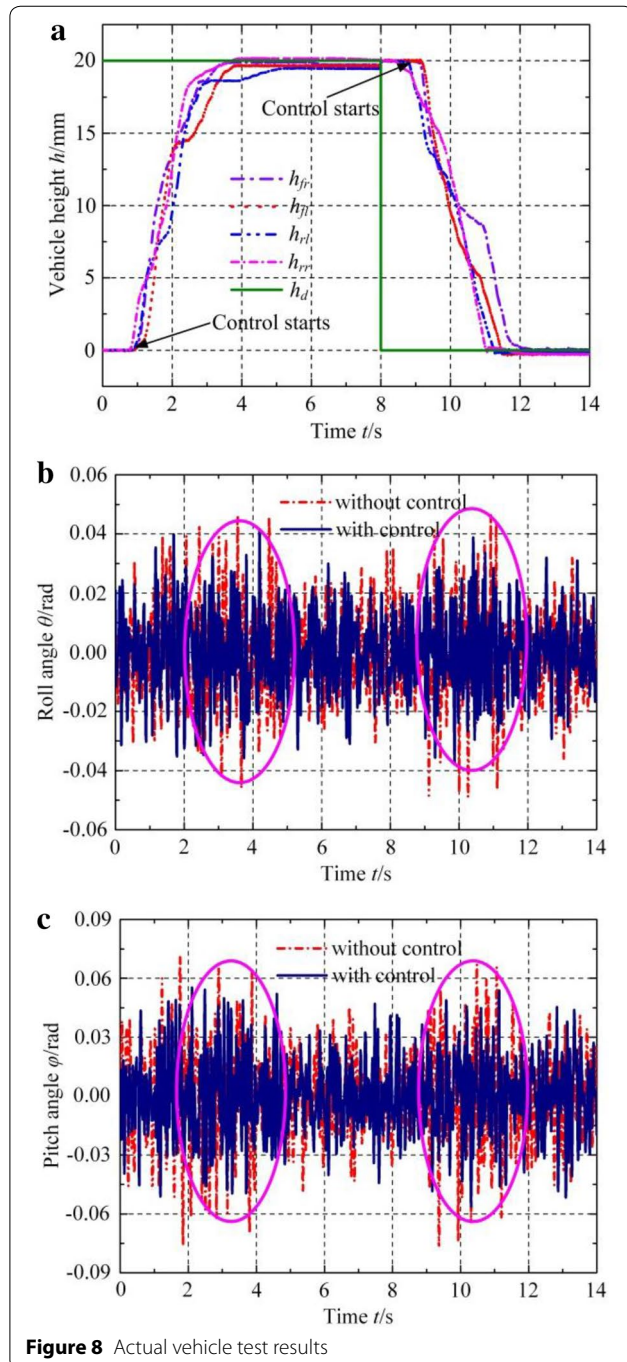 a
20
15
10
5
0
Vehicle height h/mm
Control starts
h_fr
h_fl
h_rl
h_rr
h_d
Control starts
0 2 4 6 8 10 12 14
Time t/s
b
0.06
0.04
0.02
0.00
-0.02
-0.04
-0.06
Roll angle θ/rad
without control
with control
0 2 4 6 8 10 12 14
Time t/s
c
0.09
0.06
0.03
0.00
-0.03
-0.06
-0.09
Pitch angle φ/rad
without control
with control
0 2 4 6 8 10 12 14
Time t/s
Figure 8 Actual vehicle test results